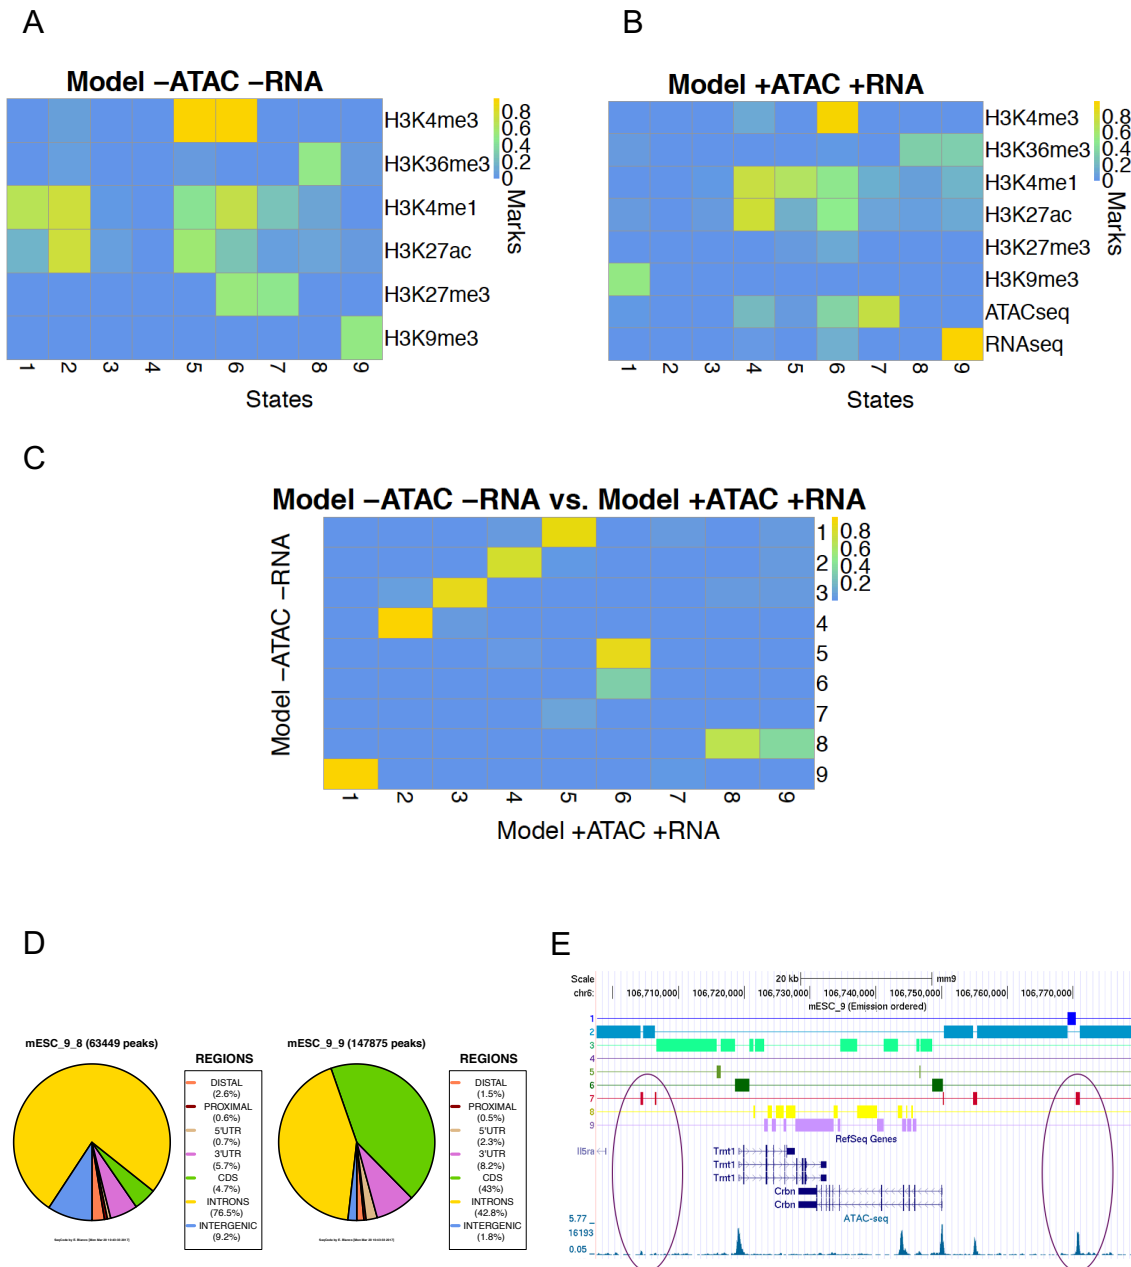 A
B
Model –ATAC –RNA
Model +ATAC +RNA
H3K4me3
H3K36me3
H3K4me1
H3K27ac
H3K27me3
H3K9me3
0.8
0.6
0.4
0.2
0
Marks
1 2 3 4 5 6 7 8 9
States
H3K4me3
H3K36me3
H3K4me1
H3K27ac
H3K27me3
H3K9me3
ATACseq
RNAseq
0.8
0.6
0.4
0.2
0
Marks
1 2 3 4 5 6 7 8 9
States
C
Model –ATAC –RNA vs. Model +ATAC +RNA
Model –ATAC –RNA
1
2
3
4
5
6
7
8
9
0.8
0.6
0.4
0.2
1 2 3 4 5 6 7 8 9
Model +ATAC +RNA
D
E
mESC_9_8 (63449 peaks)
REGIONS
DISTAL
(2.6%)
PROXIMAL
(0.6%)
5'UTR
(0.7%)
3'UTR
(5.7%)
CDS
(4.7%)
INTRONS
(76.5%)
INTERGENIC
(9.2%)
mESC_9_9 (147875 peaks)
REGIONS
DISTAL
(1.5%)
PROXIMAL
(0.5%)
5'UTR
(2.3%)
3'UTR
(8.2%)
CDS
(43%)
INTRONS
(42.8%)
INTERGENIC
(1.8%)
Scale
20 kb
mm9
chr6:
106,710,000
106,720,000
106,730,000
106,740,000
106,750,000
106,760,000
106,770,000
mESC_9 (Emission ordered)
1
2
3
4
5
6
7
8
9
RefSeq Genes
Il5ra
Trnt1
Trnt1
Trnt1
Crbn
Crbn
ATAC-seq
5.77
16193
0.05